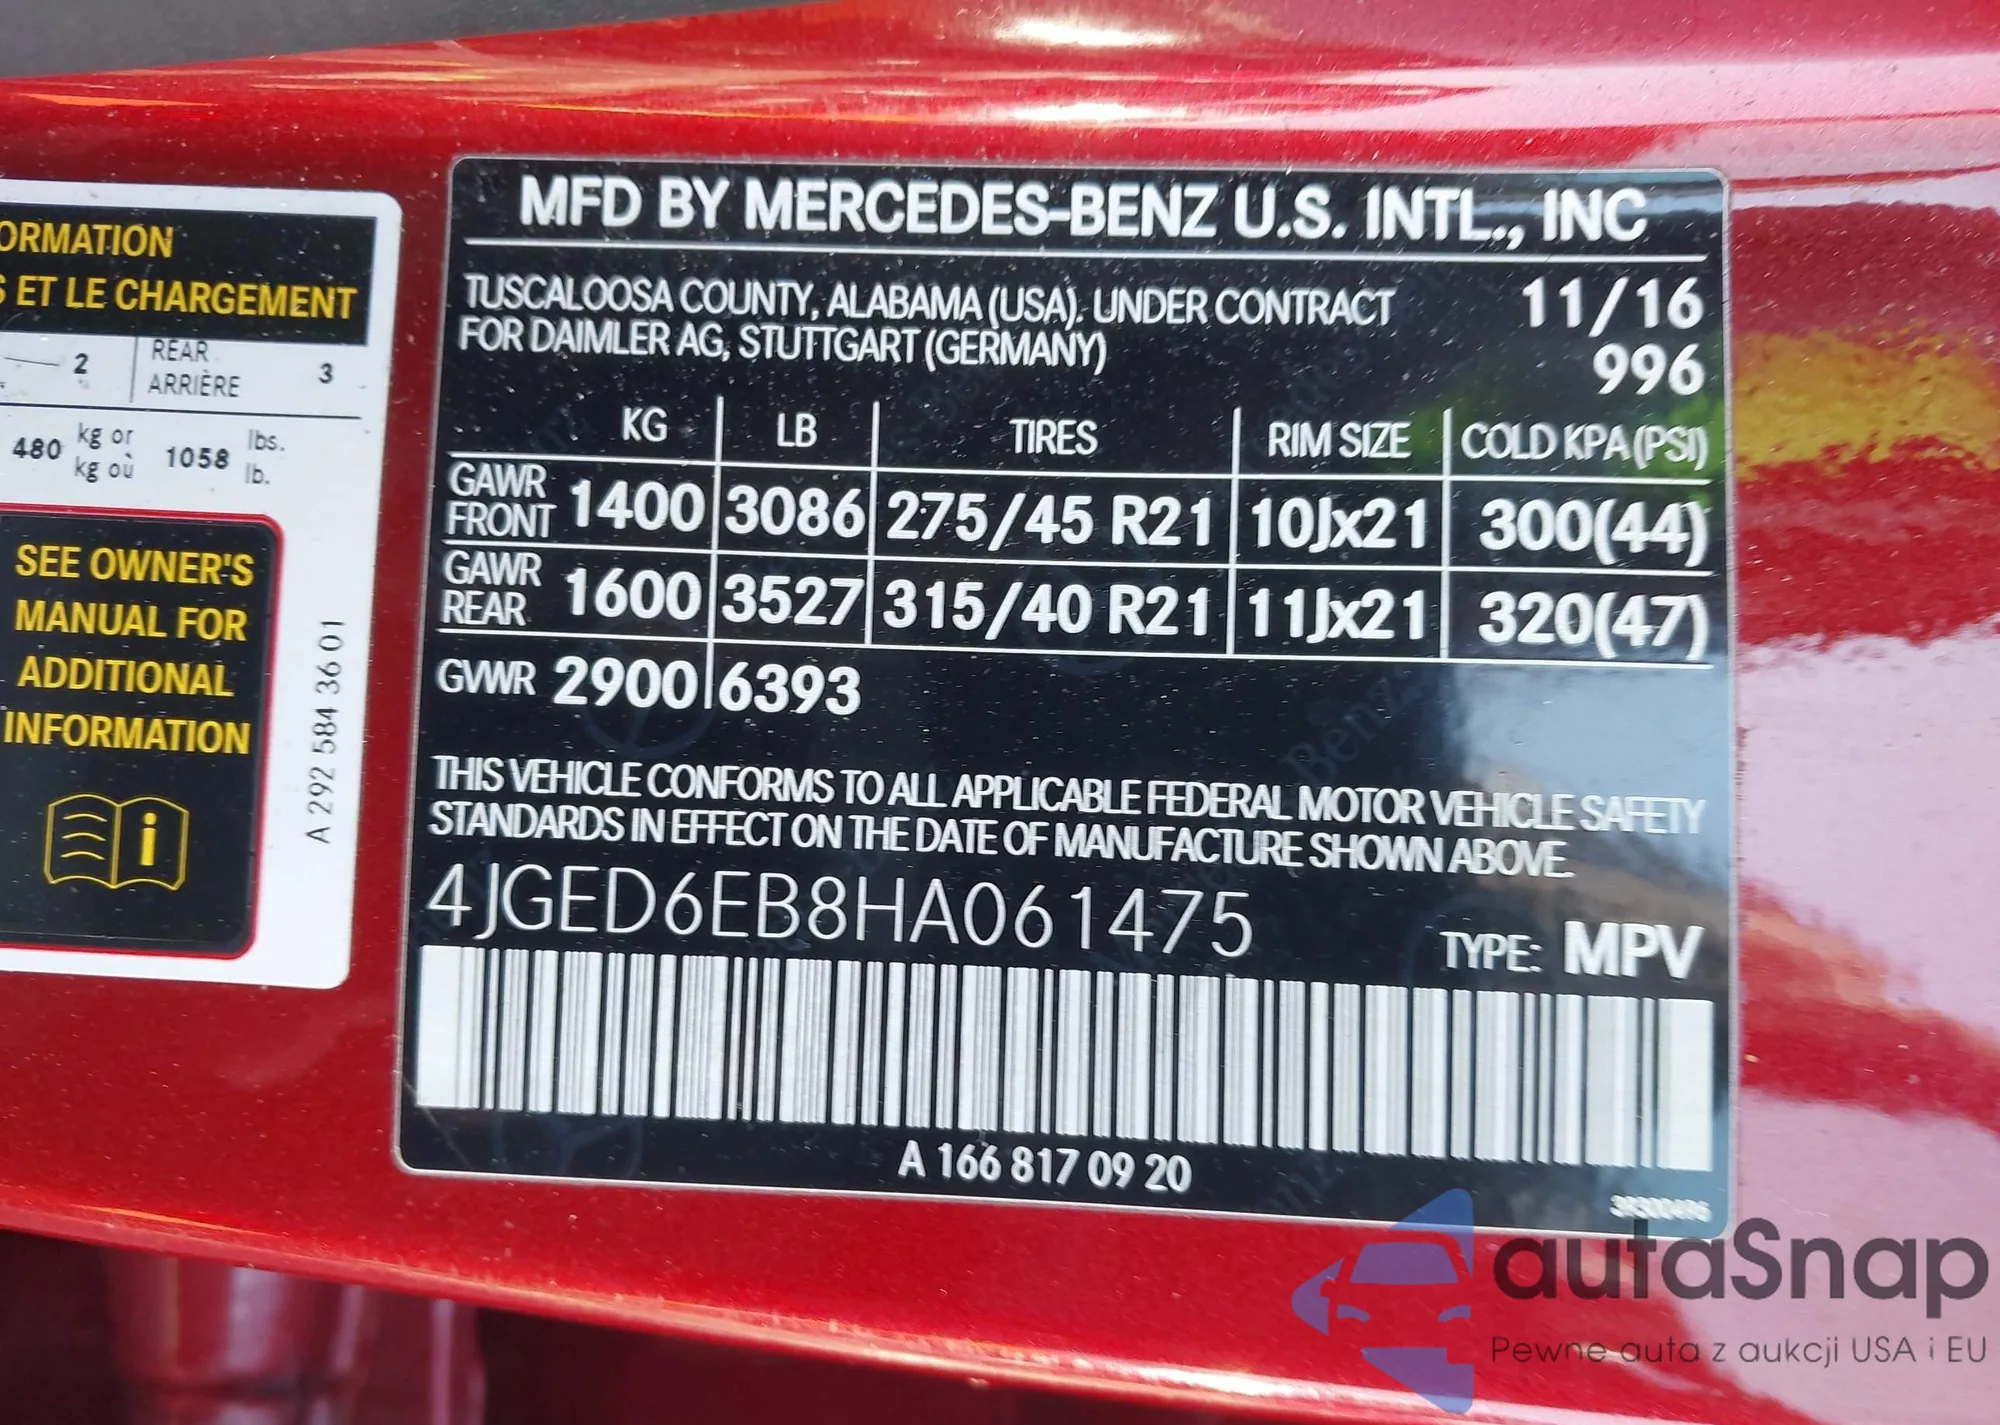 ORMATION
S ET LE CHARGEMENT
2
REAR
ARRIÈRE
3
480
kg or
kg où
1058
lbs.
lb.
SEE OWNER'S
MANUAL FOR
ADDITIONAL
INFORMATION
i
A 292 584 36 01
MFD BY MERCEDES-BENZ U.S. INTL., INC
TUSCALOOSA COUNTY, ALABAMA (USA). UNDER CONTRACT
FOR DAIMLER AG, STUTTGART (GERMANY)
11/16
996
KG LB TIRES RIM SIZE COLD KPA (PSI)
GAWR FRONT 1400 3086 275/45 R21 10Jx21 300(44)
GAWR REAR 1600 3527 315/40 R21 11Jx21 320(47)
GVWR 2900 6393
THIS VEHICLE CONFORMS TO ALL APPLICABLE FEDERAL MOTOR VEHICLE SAFETY
STANDARDS IN EFFECT ON THE DATE OF MANUFACTURE SHOWN ABOVE.
4JGED6EB8HA061475
TYPE: MPV
A 166 817 09 20
autaSnap
Pewne auta z aukcji USA i EU